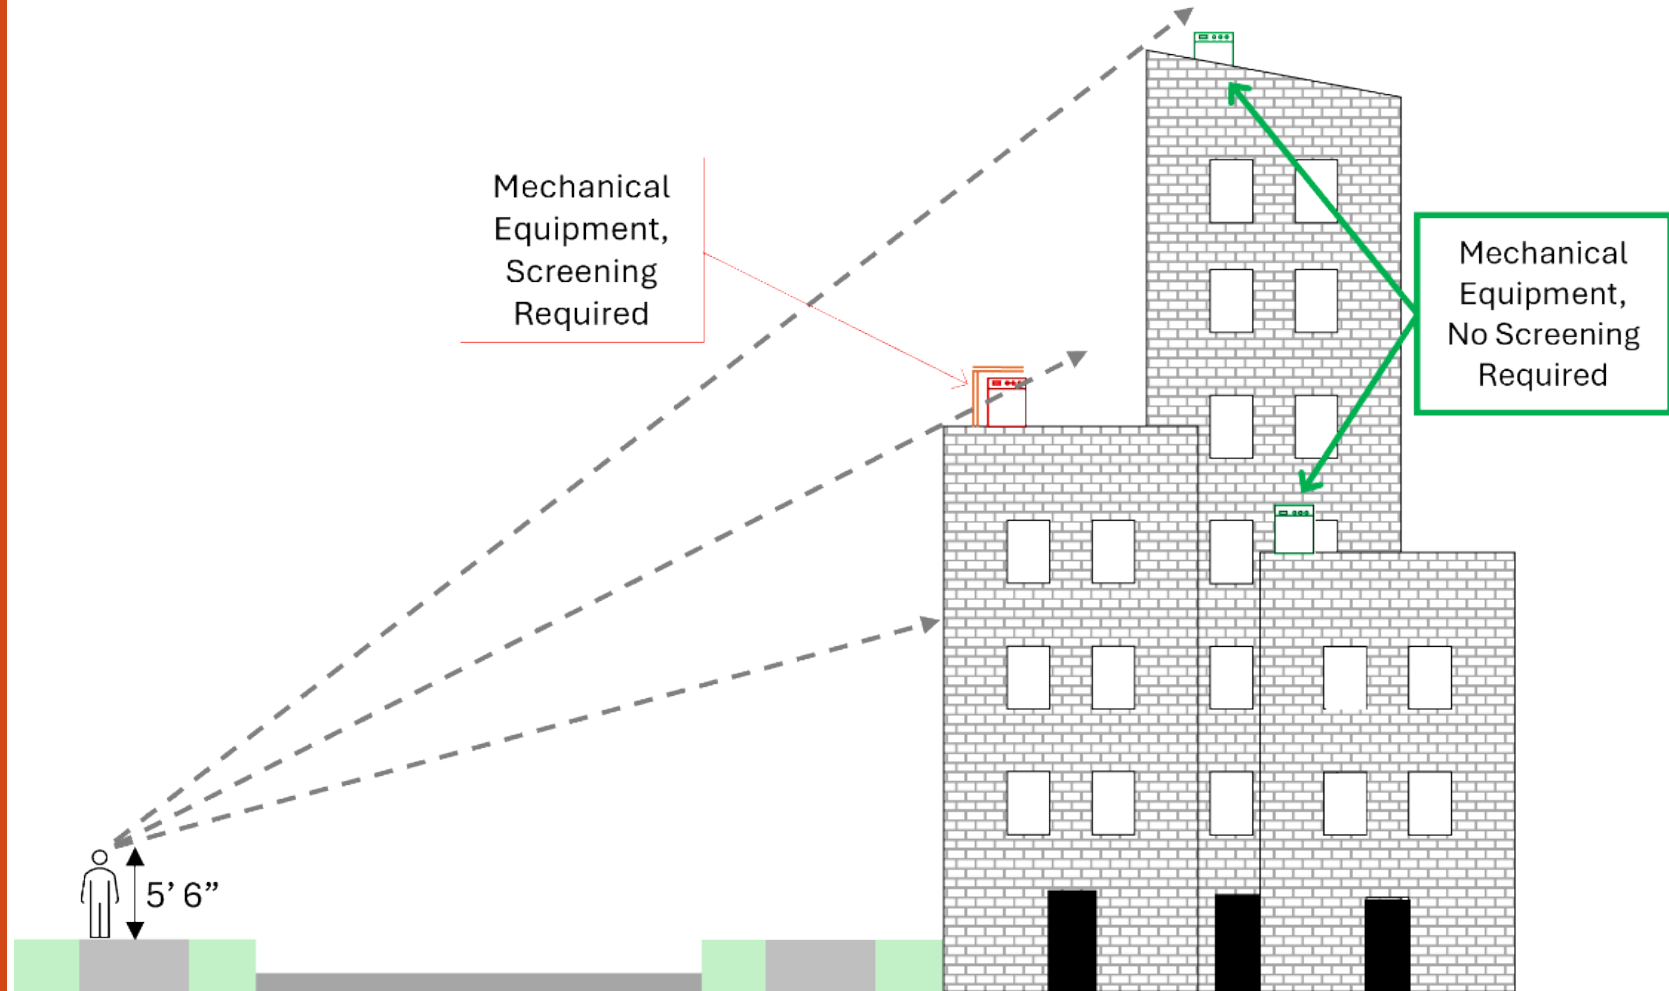 Mechanical
Equipment,
Screening
Required
Mechanical
Equipment,
No Screening
Required
5’ 6”